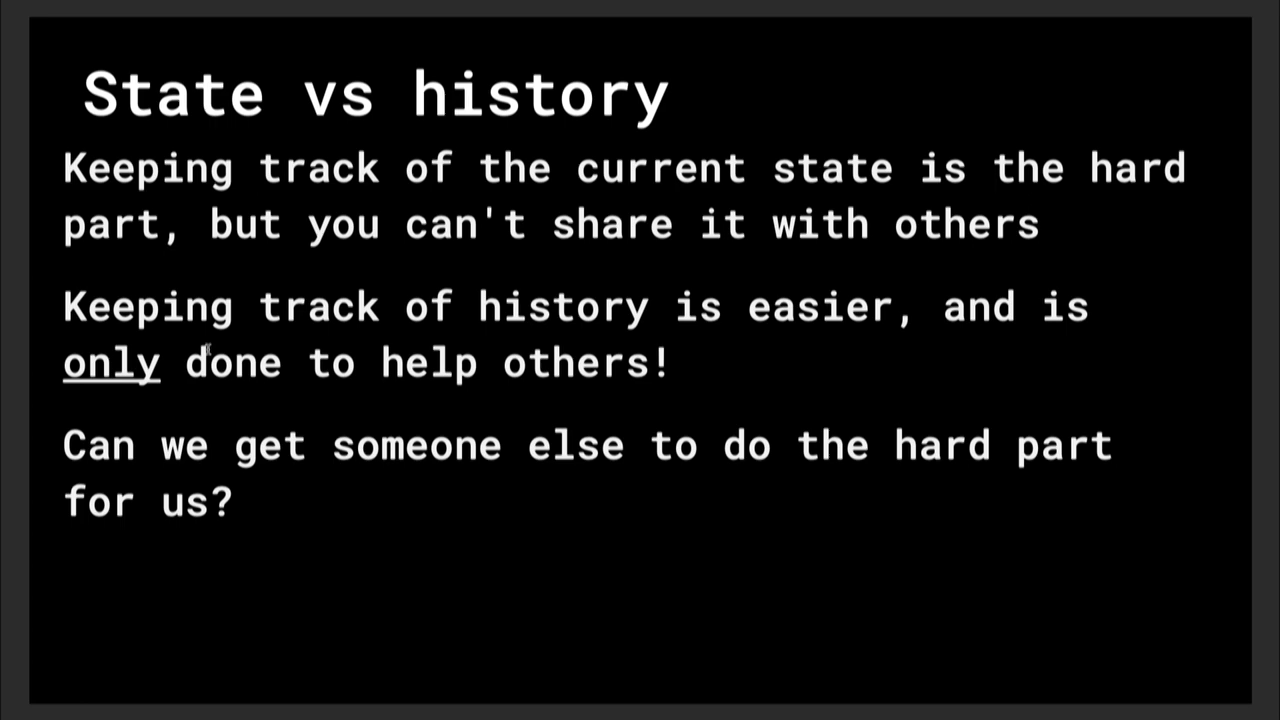 State vs history
Keeping track of the current state is the hard
part, but you can't share it with others
Keeping track of history is easier, and is
only done to help others!
Can we get someone else to do the hard part
for us?